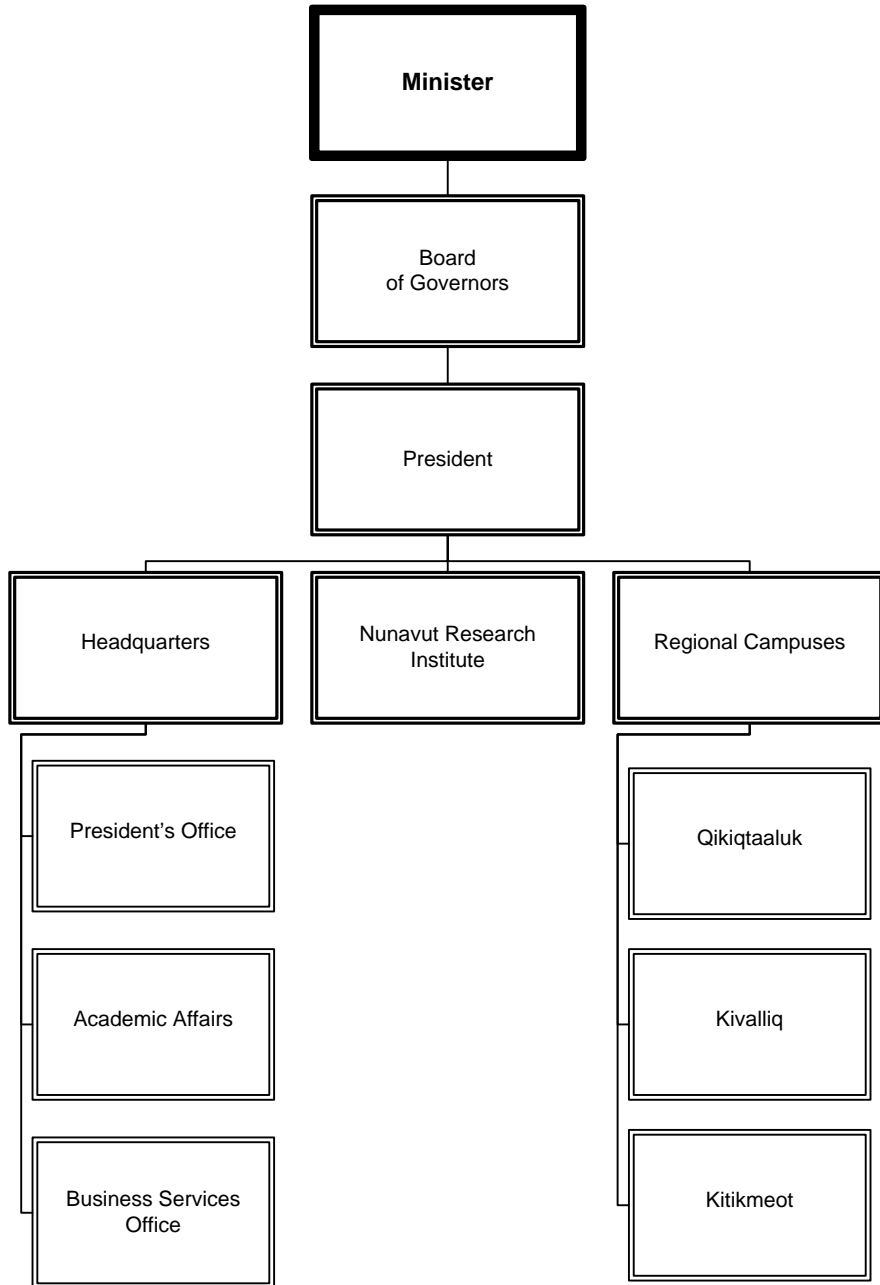 Minister
Board
of Governors
President
Headquarters
Nunavut Research
Institute
Regional Campuses
President’s Office
Qikiqtaaluk
Academic Affairs
Kivalliq
Business Services
Office
Kitikmeot